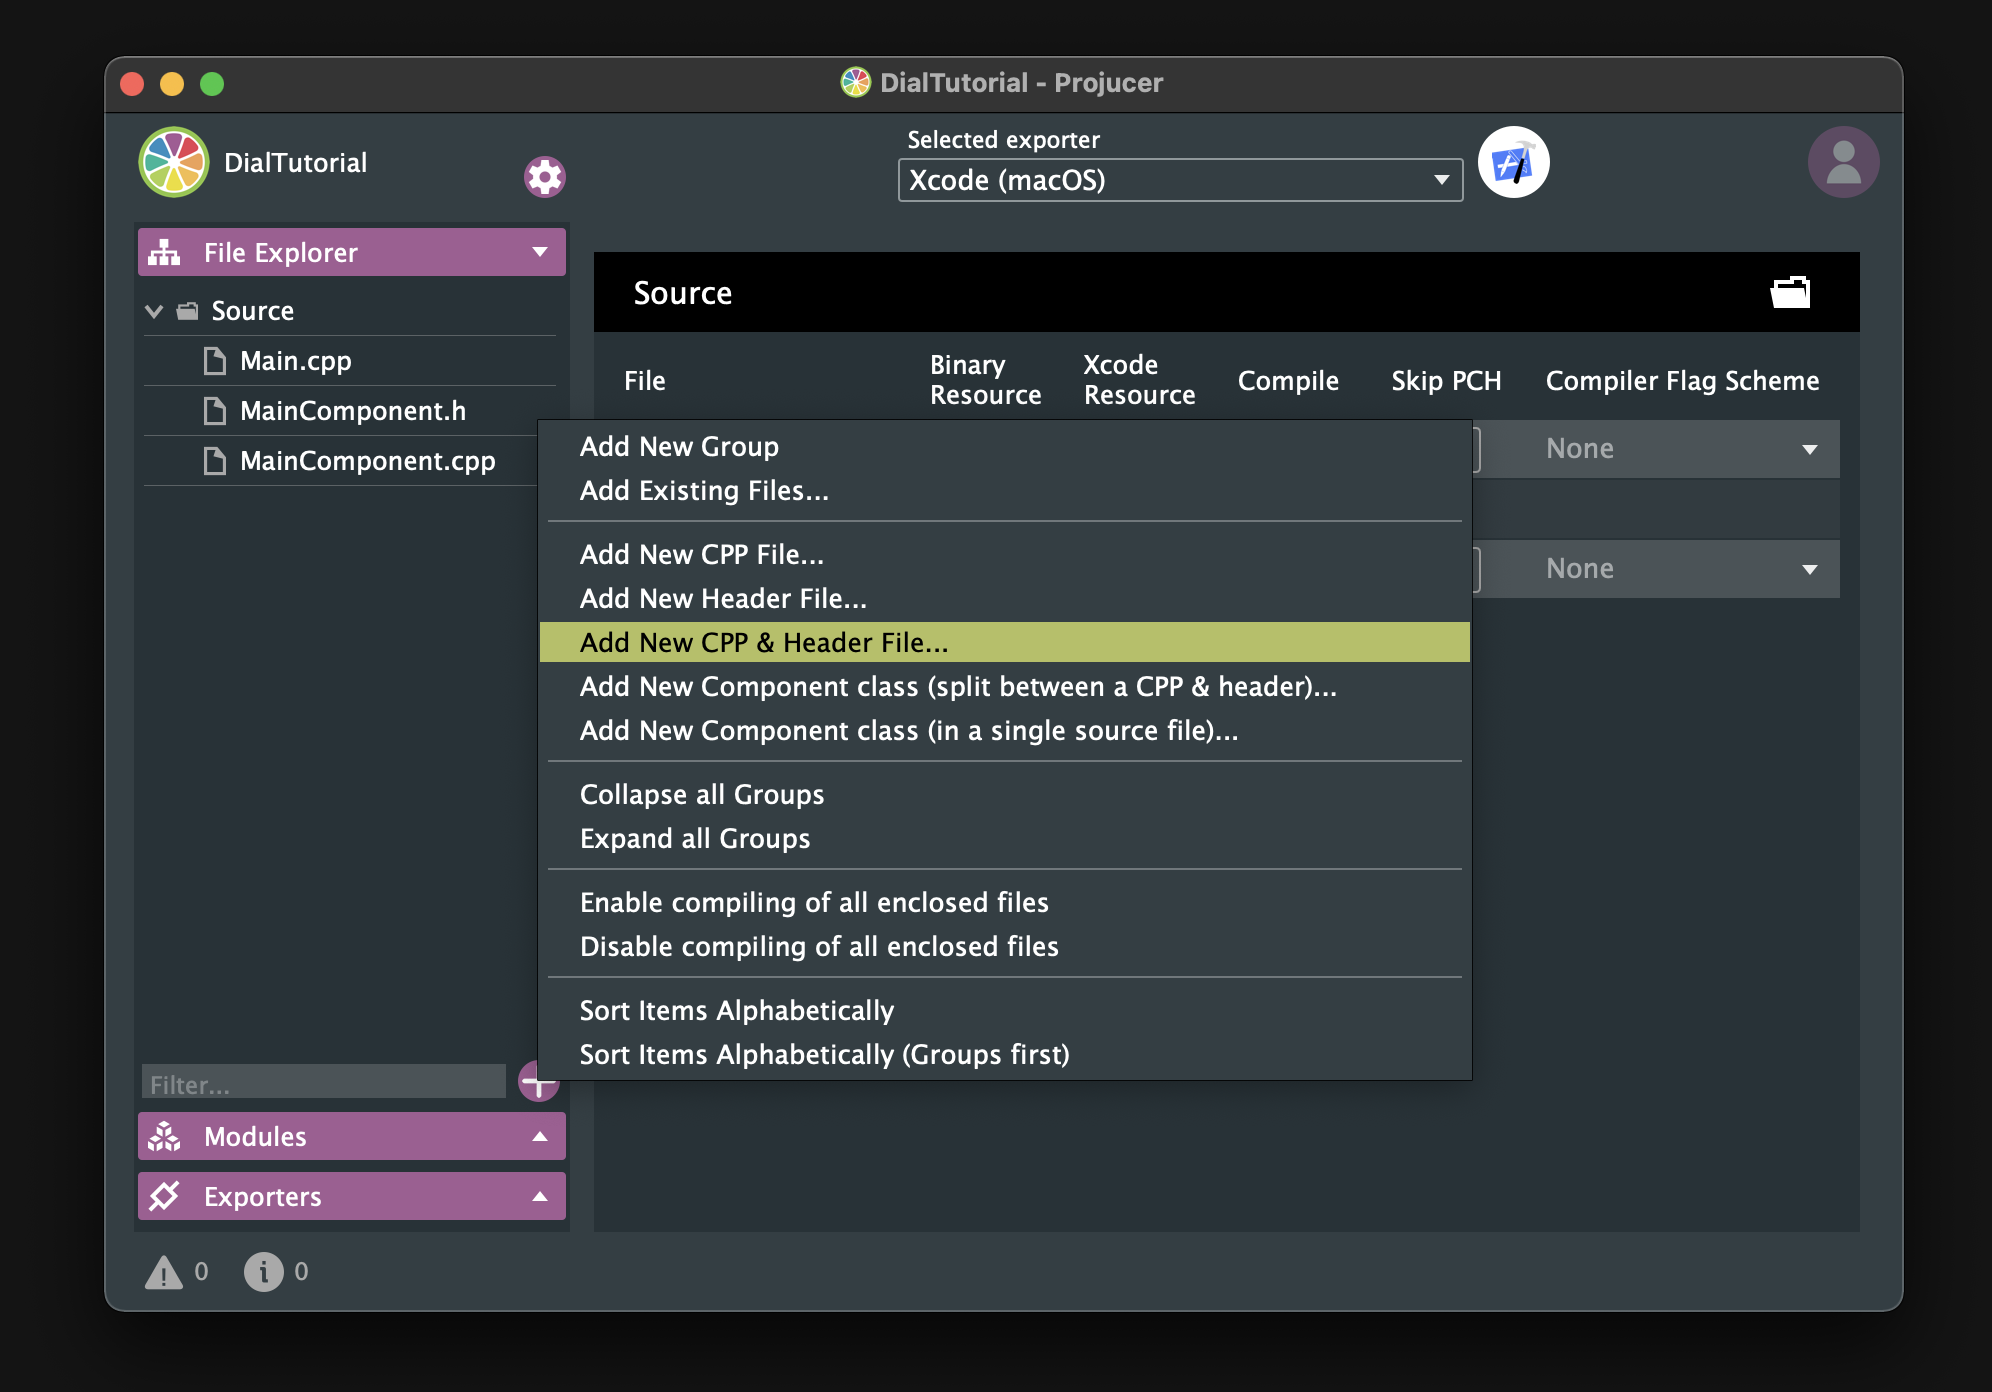 DialTutorial - Projucer
DialTutorial
Selected exporter
Xcode (macOS)
File Explorer
Source
Main.cpp
MainComponent.h
MainComponent.cpp
Source
File
Binary
Resource
Xcode
Resource
Compile
Skip PCH
Compiler Flag Scheme
None
None
Add New Group
Add Existing Files...
Add New CPP File...
Add New Header File...
Add New CPP & Header File...
Add New Component class (split between a CPP & header)...
Add New Component class (in a single source file)...
Collapse all Groups
Expand all Groups
Enable compiling of all enclosed files
Disable compiling of all enclosed files
Sort Items Alphabetically
Sort Items Alphabetically (Groups first)
Filter...
Modules
Exporters
0
0